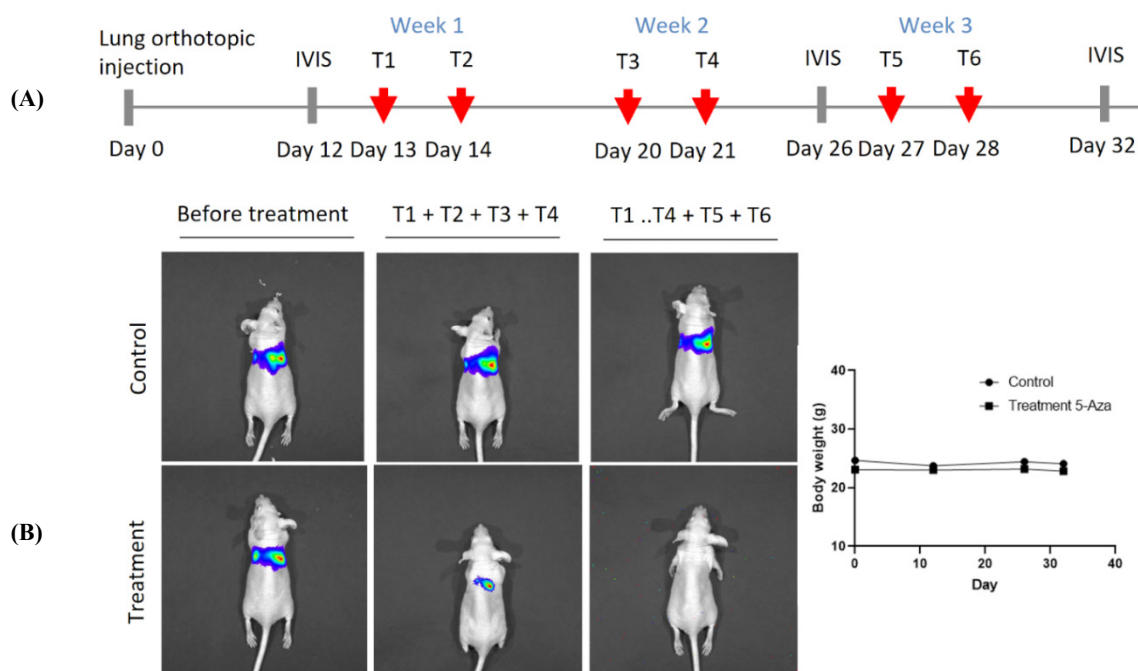 Week 1 Week 2 Week 3
Lung orthotopic
injection
IVIS T1 T2 T3 T4 IVIS T5 T6 IVIS
(A)
Day 0 Day 12 Day 13 Day 14 Day 20 Day 21 Day 26 Day 27 Day 28 Day 32
Before treatment T1 + T2 + T3 + T4 T1 ..T4 + T5 + T6
Control
Treatment
(B)
Control
Treatment 5-Aza
Body weight (g)
40
30
20
10
0 10 20 30 40
Day